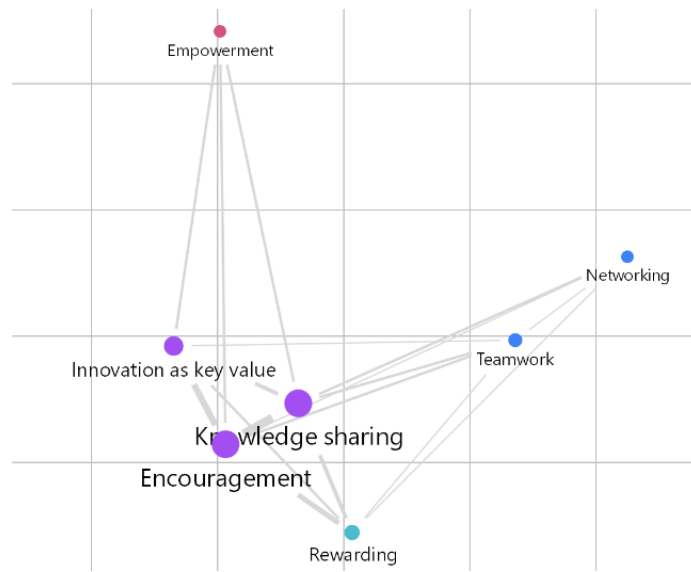 Empowerment
Networking
Teamwork
Innovation as key value
Knowledge sharing
Encouragement
Rewarding